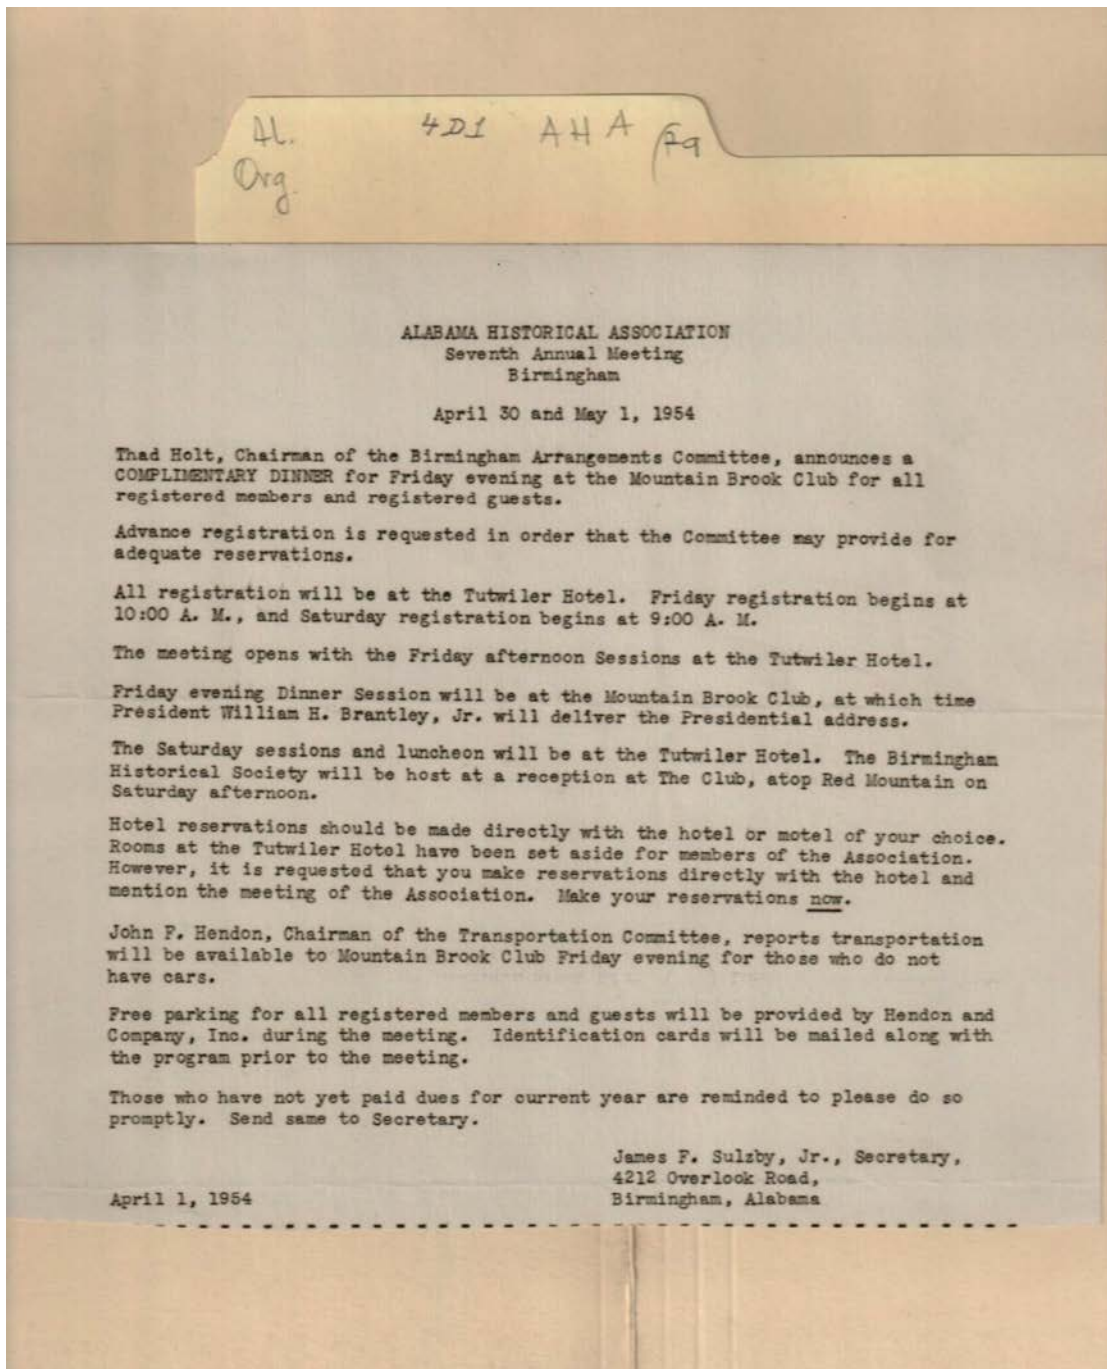 AL. 4D1 AHA
Org.
ALABAMA HISTORICAL ASSOCIATION
Seventh Annual Meeting
Birmingham
April 30 and May 1, 1954
Thad Holt, Chairman of the Birmingham Arrangements Committee, announces a
COMPLIMENTARY DINNER for Friday evening at the Mountain Brook Club for all
registered members and registered guests.
Advance registration is requested in order that the Committee may provide for
adequate reservations.
All registration will be at the Tutwiler Hotel. Friday registration begins at
10:00 A. M., and Saturday registration begins at 9:00 A. M.
The meeting opens with the Friday afternoon Sessions at the Tutwiler Hotel.
Friday evening Dinner Session will be at the Mountain Brook Club, at which time
President William H. Brantley, Jr. will deliver the Presidential address.
The Saturday sessions and luncheon will be at the Tutwiler Hotel. The Birmingham
Historical Society will be host at a reception at The Club, atop Red Mountain on
Saturday afternoon.
Hotel reservations should be made directly with the hotel or motel of your choice.
Rooms at the Tutwiler Hotel have been set aside for members of the Association.
However, it is requested that you make reservations directly with the hotel and
mention the meeting of the Association. Make your reservations now.
John F. Hendon, Chairman of the Transportation Committee, reports transportation
will be available to Mountain Brook Club Friday evening for those who do not
have cars.
Free parking for all registered members and guests will be provided by Hendon and
Company, Inc. during the meeting. Identification cards will be mailed along with
the program prior to the meeting.
Those who have not yet paid dues for current year are reminded to please do so
promptly. Send same to Secretary.
James F. Sulzby, Jr., Secretary,
4212 Overlook Road,
April 1, 1954 Birmingham, Alabama